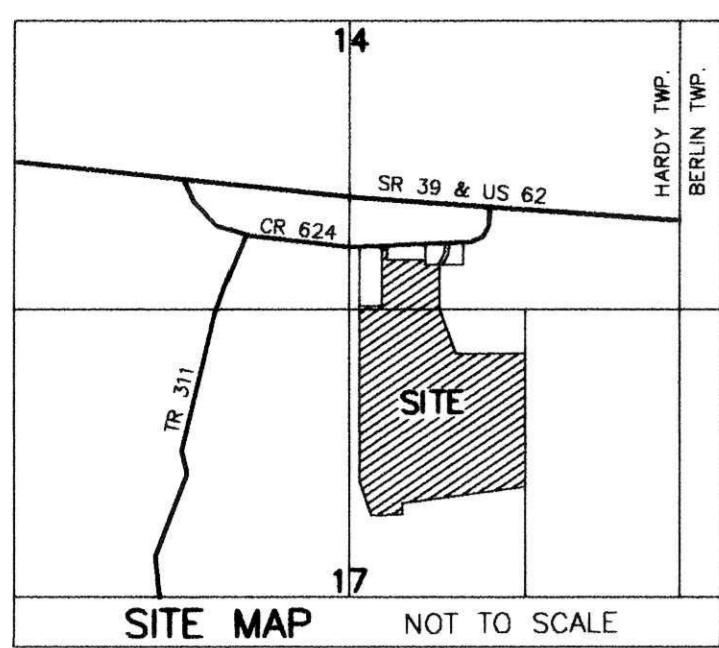 14
HARDY TWP.
BERLIN TWP.
SR 39 & US 62
CR 624
TR 311
SITE
17
SITE MAP NOT TO SCALE